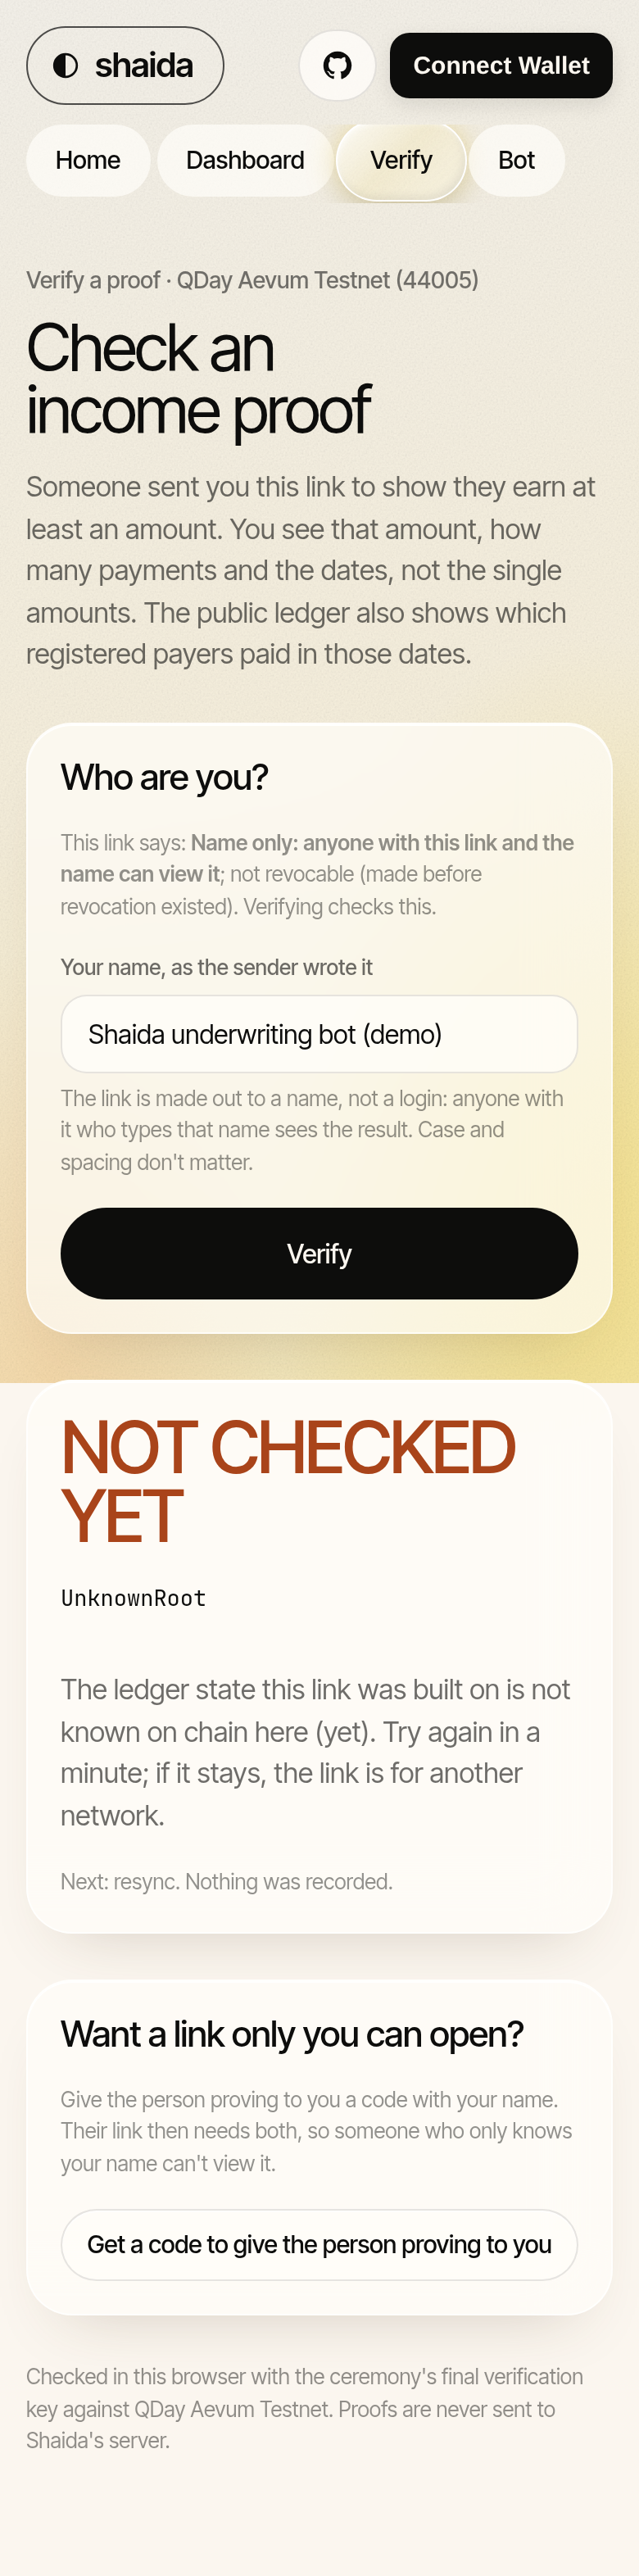 shaida
Connect Wallet
Home
Dashboard
Verify
Bot
Verify a proof · QDay Aevum Testnet (44005)
Check an
income proof
Someone sent you this link to show they earn at
least an amount. You see that amount, how
many payments and the dates, not the single
amounts. The public ledger also shows which
registered payers paid in those dates.
Who are you?
This link says: Name only: anyone with this link and the
name can view it; not revocable (made before
revocation existed). Verifying checks this.
Your name, as the sender wrote it
Shaida underwriting bot (demo)
The link is made out to a name, not a login: anyone with
it who types that name sees the result. Case and
spacing don't matter.
Verify
NOT CHECKED
YET
UnknownRoot
The ledger state this link was built on is not
known on chain here (yet). Try again in a
minute; if it stays, the link is for another
network.
Next: resync. Nothing was recorded.
Want a link only you can open?
Give the person proving to you a code with your name.
Their link then needs both, so someone who only knows
your name can't view it.
Get a code to give the person proving to you
Checked in this browser with the ceremony's final verification
key against QDay Aevum Testnet. Proofs are never sent to
Shaida's server.